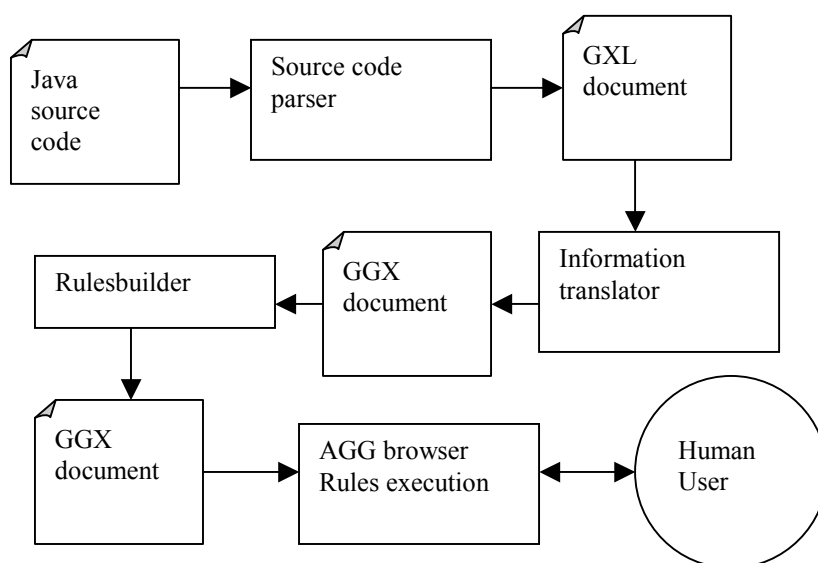 Java
source
code
Source code
parser
GXL
document
Information
translator
GGX
document
Rulesbuilder
GGX
document
AGG browser
Rules execution
Human
User